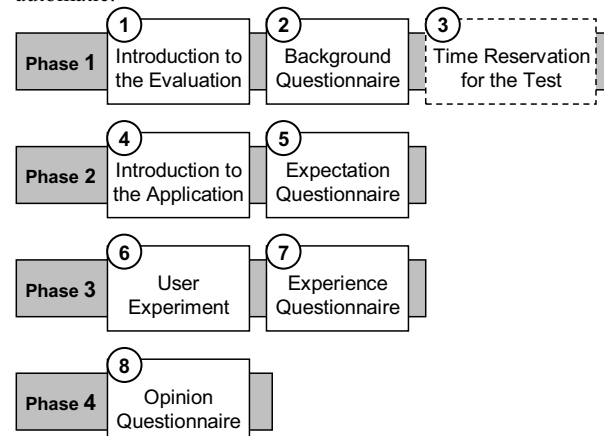 automatic.
1 2 3
Phase 1 Introduction to the Evaluation Background Questionnaire Time Reservation for the Test
4 5
Phase 2 Introduction to the Application Expectation Questionnaire
6 7
Phase 3 User Experiment Experience Questionnaire
8
Phase 4 Opinion Questionnaire